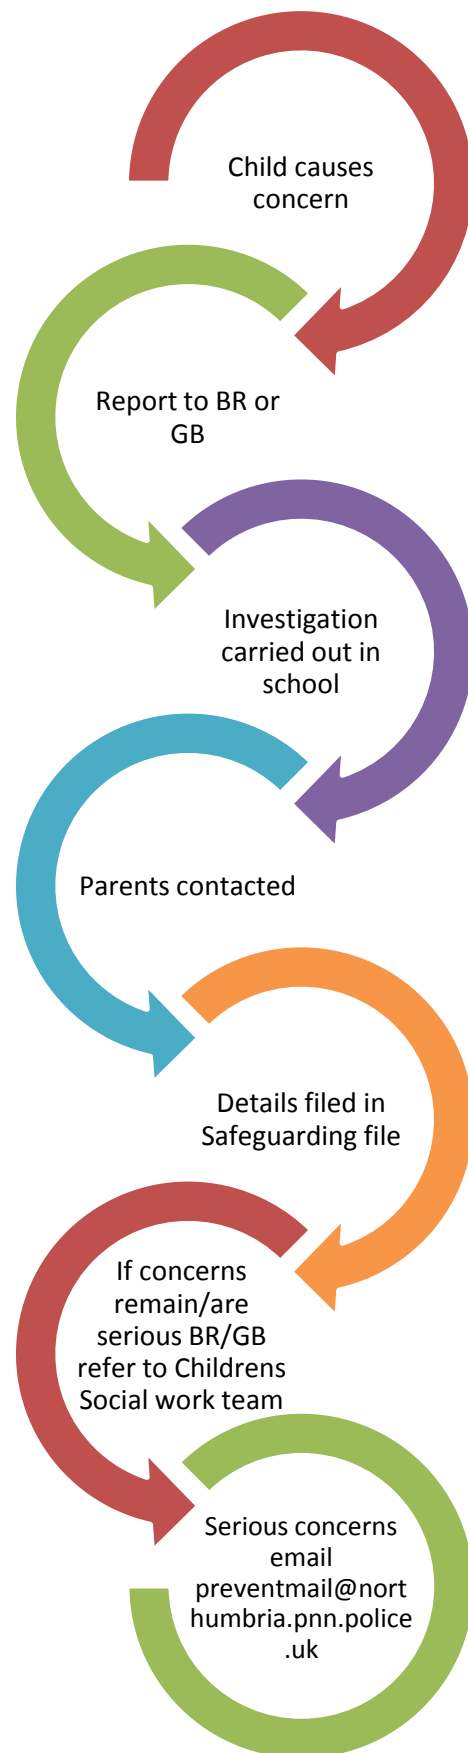 Child causes
concern
Report to BR or
GB
Investigation
carried out in
school
Parents contacted
Details filed in
Safeguarding file
If concerns
remain/are
serious BR/GB
refer to Childrens
Social work team
Serious concerns
email
preventmail@nort
humbria.pnn.police
.uk